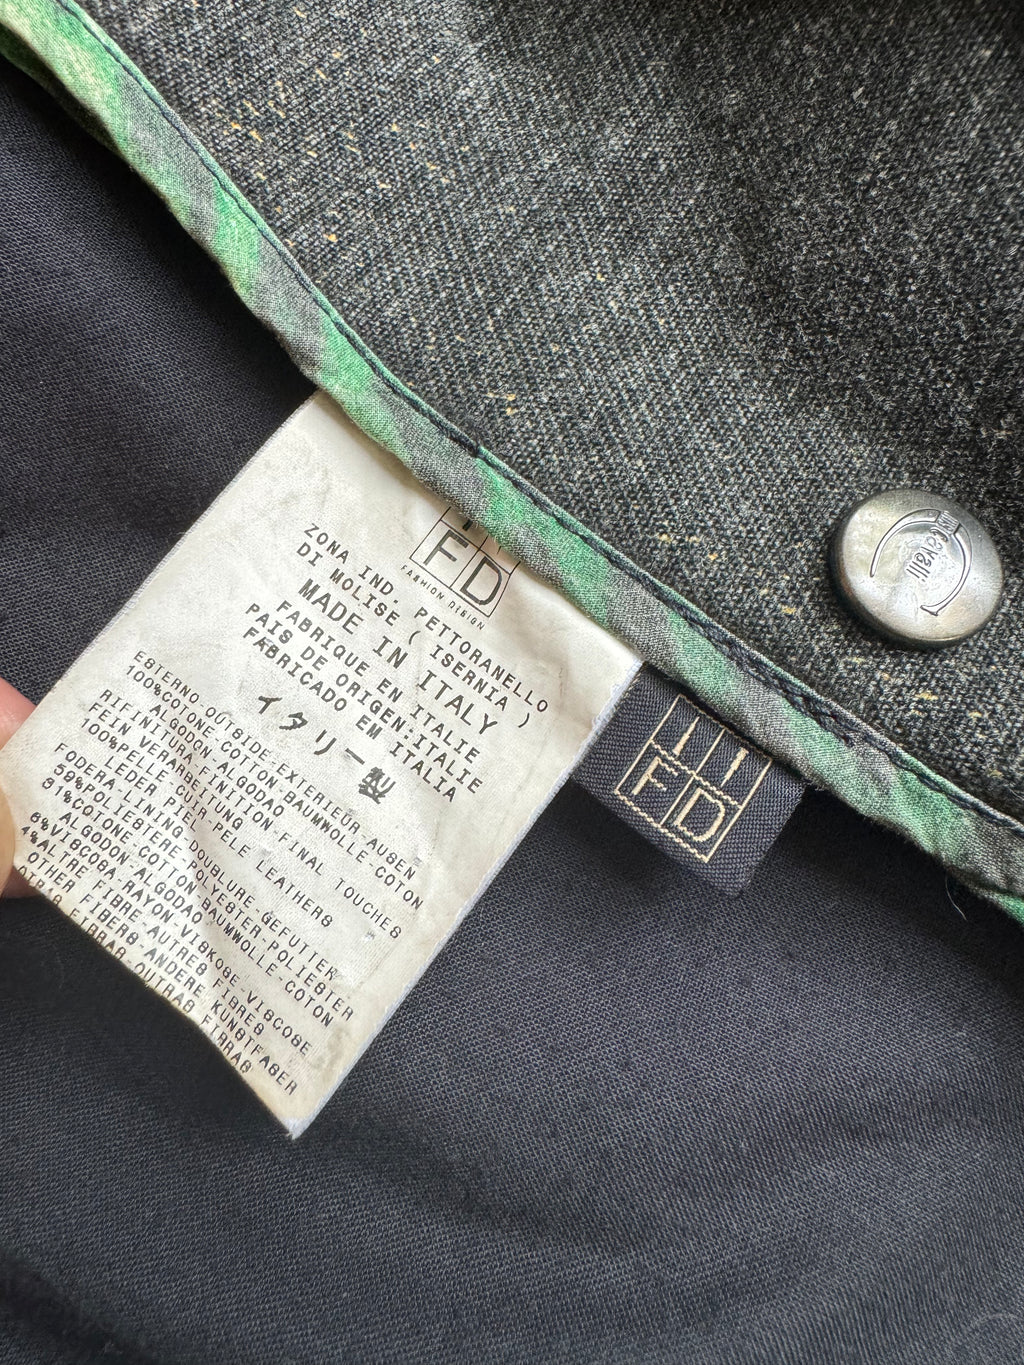 FD
FASHION DESIGN
ZONA IND. PETTORANELLO
DI MOLISE ( ISERNIA )
MADE IN ITALY
FABRIQUE EN ITALIE
PAIS DE ORIGEN:ITALIE
FABRICADO EM ITALIA
イタリー製
ESTERNO-OUTSIDE-EXTERIEUR-AUßEN
100%COTONE-COTTON-BAUMWOLLE-COTON
ALGODON-ALGODAO
RIFINITURA-FINITION-FINAL TOUCHES
FEIN VERARBEITUNG
100%PELLE-CUIR-PELE LEATHERS
LEDER PIEL
FODERA-LINING-DOUBLURE-GEFUTTER
59%POLIESTERE-POLYESTER-POLIESTER
31%COTONE-COTTON-BAUMWOLLE-COTON
ALGODON-ALGODAO
6%VISCOSA-RAYON-VISKOSE-VISCOSE
4%ALTRE FIBRE-AUTRES FIBRES
OTHER FIBERS-ANDERE KUNSTFASER
OTRAS FIBRAS-OUTRAS FIBRAS
ITTI
FD